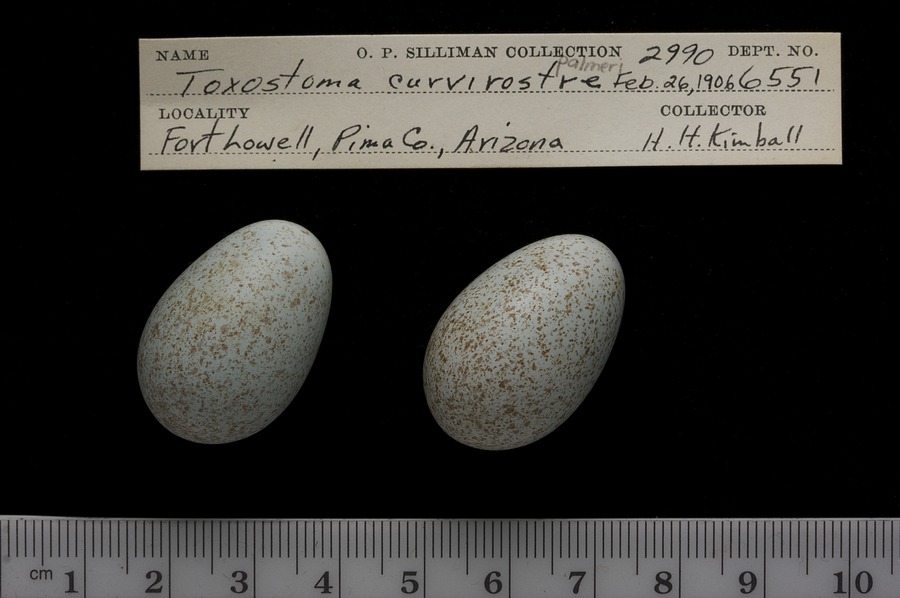 NAME O. P. SILLIMAN COLLECTION 2990 DEPT. NO.
palmeri
Toxostoma curvirostre Feb. 26, 1906 6551
LOCALITY COLLECTOR
Fort Lowell, Pima Co., Arizona H. H. Kimball
cm 1 2 3 4 5 6 7 8 9 10